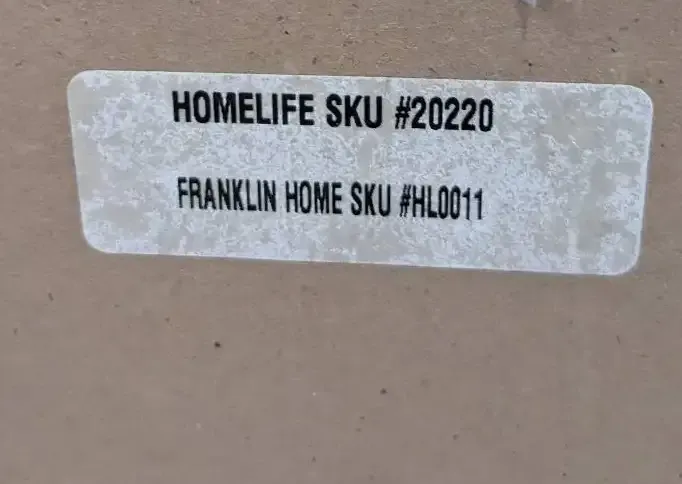 HOMELIFE SKU #20220
FRANKLIN HOME SKU #HL0011